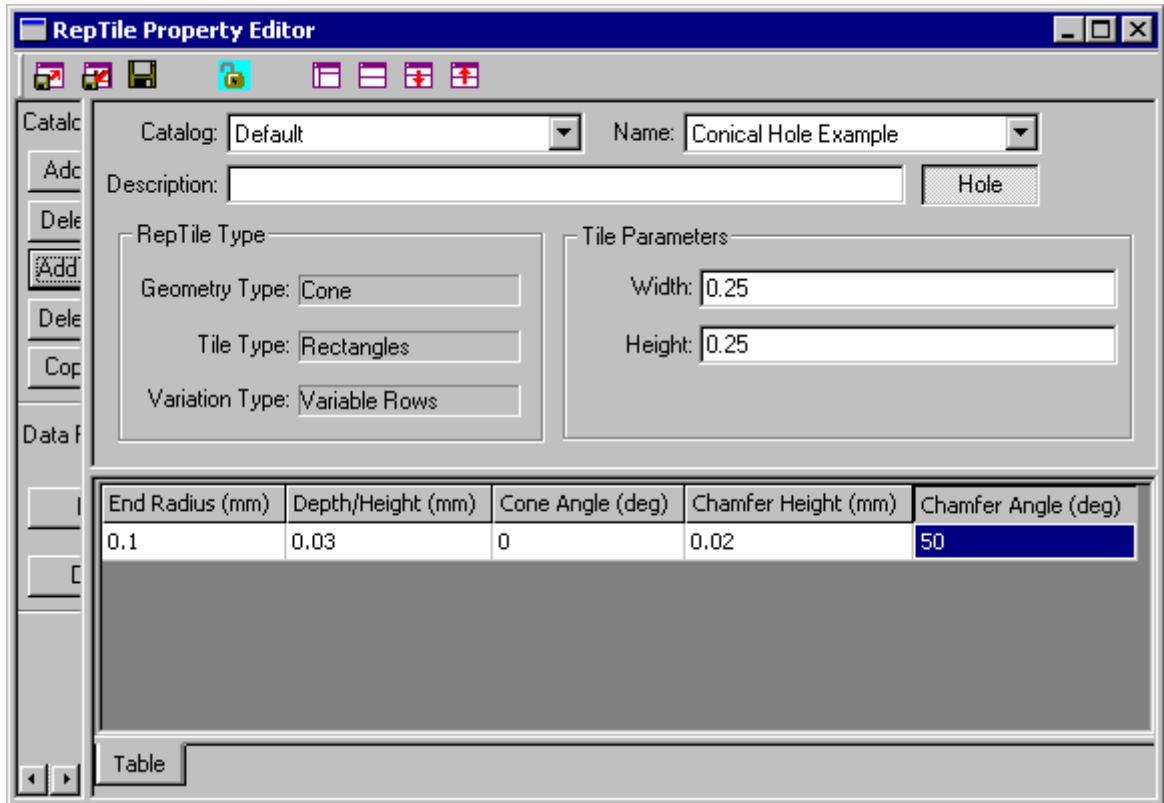 RepTile Property Editor
Catalog: Default Name: Conical Hole Example
Description: Hole
RepTile Type
Geometry Type: Cone
Tile Type: Rectangles
Variation Type: Variable Rows
Tile Parameters
Width: 0.25
Height: 0.25
Catalo
Add
Dele
Add
Dele
Cop
Data
End Radius (mm) Depth/Height (mm) Cone Angle (deg) Chamfer Height (mm) Chamfer Angle (deg)
0.1 0.03 0 0.02 50
Table